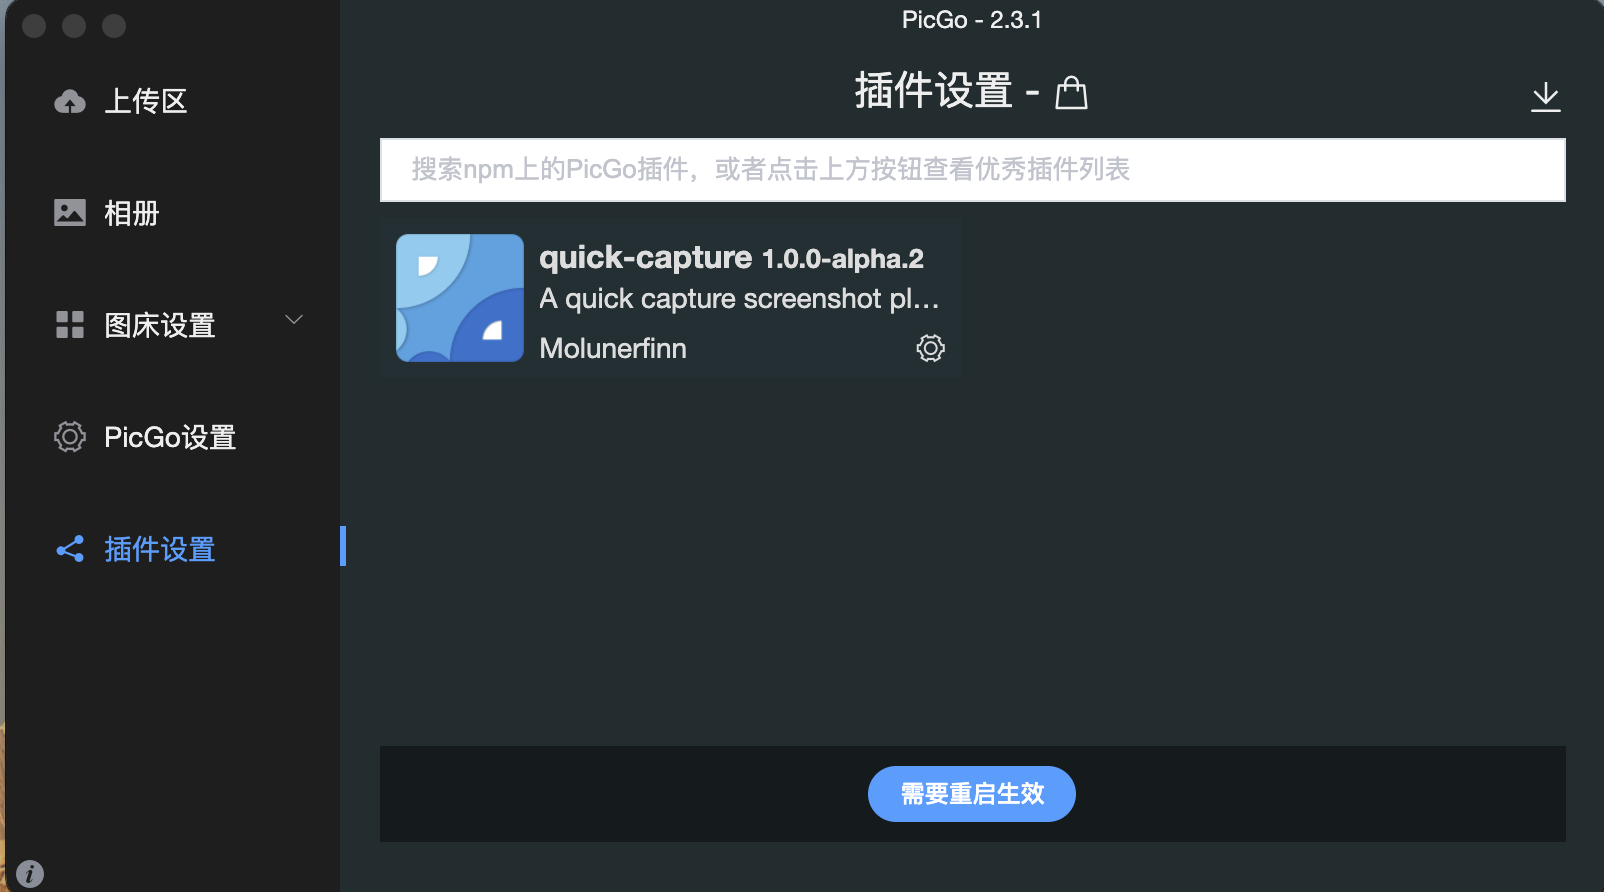 PicGo - 2.3.1
上传区
相册
图床设置
PicGo设置
插件设置
插件设置 -
搜索npm上的PicGo插件，或者点击上方按钮查看优秀插件列表
quick-capture 1.0.0-alpha.2
A quick capture screenshot pl...
Molunerfinn
需要重启生效